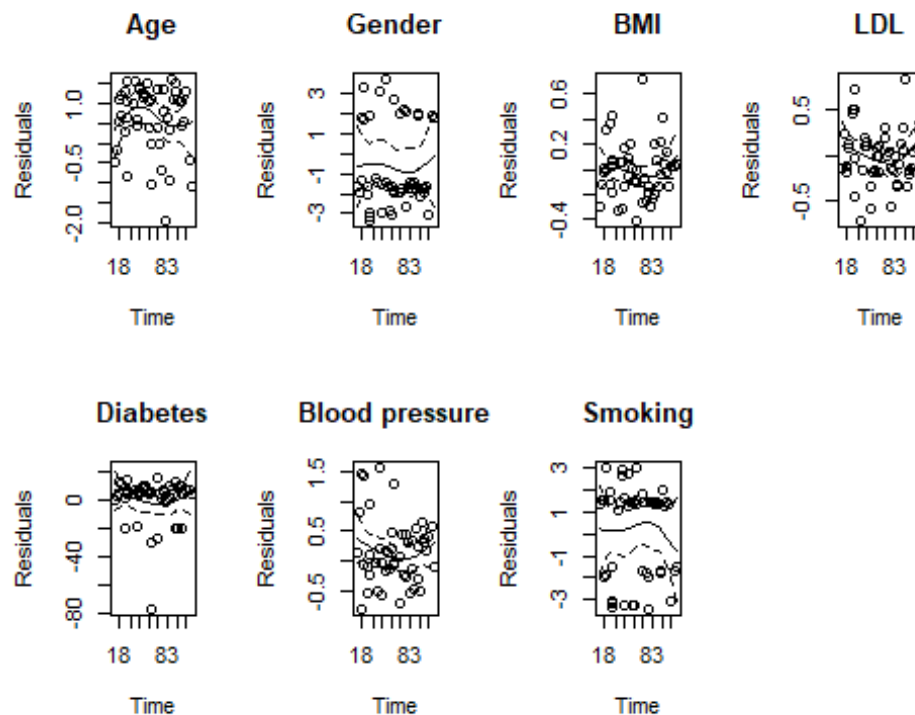 Age
Residuals
1.0
-0.5
-2.0
18 83
Time
Gender
Residuals
3
1
-1
-3
18 83
Time
BMI
Residuals
0.6
0.2
-0.4
18 83
Time
LDL
Residuals
0.5
-0.5
18 83
Time
Diabetes
Residuals
0
-40
-80
18 83
Time
Blood pressure
Residuals
1.5
0.5
-0.5
18 83
Time
Smoking
Residuals
3
1
-1
-3
18 83
Time